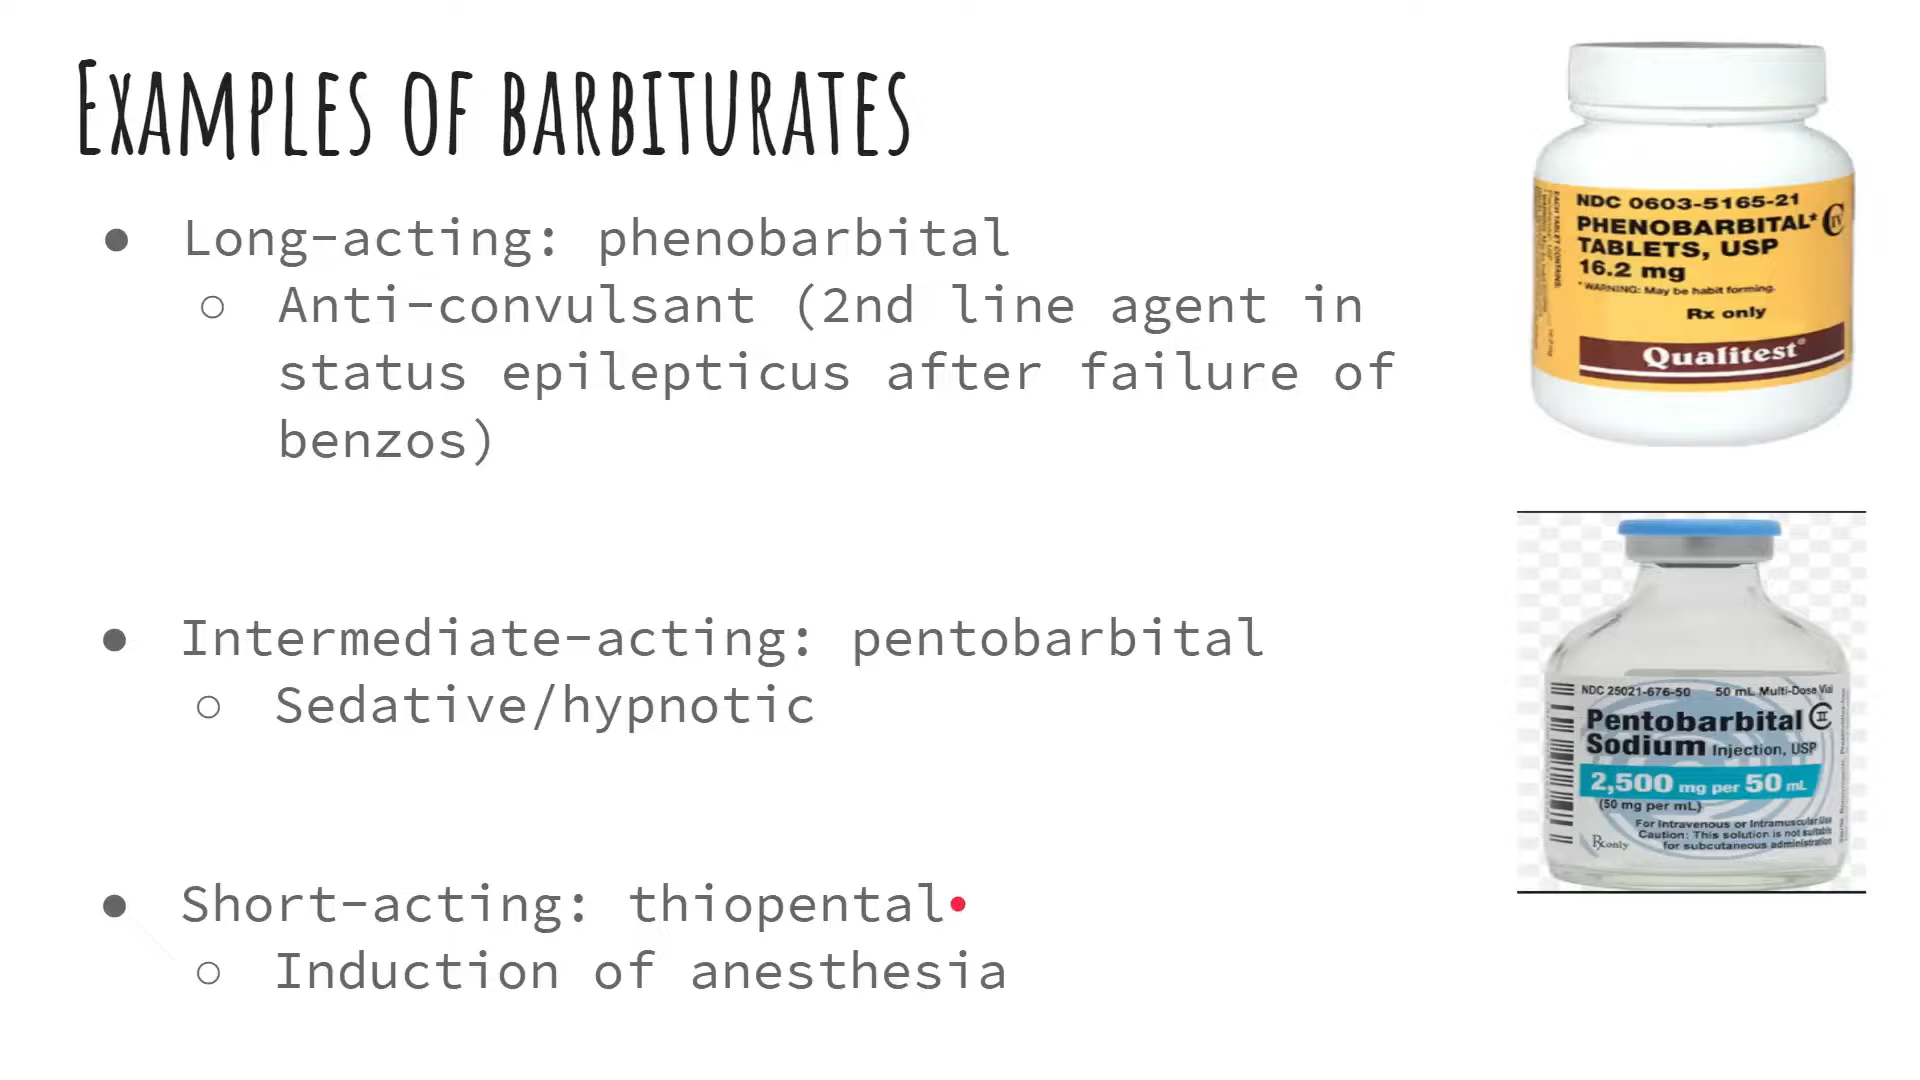 Examples of barbiturates
● Long-acting: phenobarbital
○ Anti-convulsant (2nd line agent in
status epilepticus after failure of
benzos)
● Intermediate-acting: pentobarbital
○ Sedative/hypnotic
● Short-acting: thiopental
○ Induction of anesthesia
NDC 0603-5165-21
PHENOBARBITAL* CIV
TABLETS, USP
16.2 mg
*WARNING: May be habit forming.
Rx only
Qualitest®
NDC 25021-676-50 50 mL Multi-Dose Vial
Pentobarbital CII
Sodium Injection, USP
2,500 mg per 50 mL
(50 mg per mL)
For Intravenous or Intramuscular Use
Caution: This solution is not suitable
for subcutaneous administration
Rx only